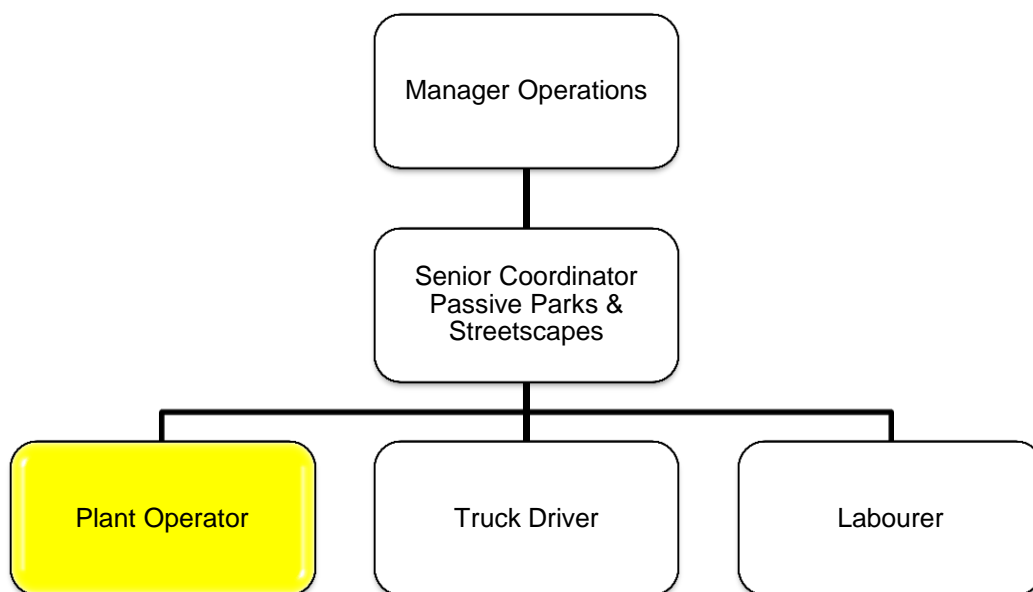 Manager Operations
Senior Coordinator
Passive Parks &
Streetscapes
Plant Operator
Truck Driver
Labourer